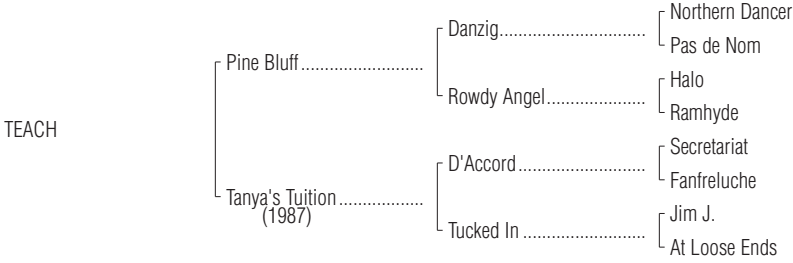 Northern Dancer
Danzig..............................
Pas de Nom
Pine Bluff..........................
Halo
Rowdy Angel.....................
Ramhyde
TEACH
Secretariat
D'Accord...........................
Fanfreluche
Tanya's Tuition..................
(1987)
Jim J.
Tucked In..........................
At Loose Ends